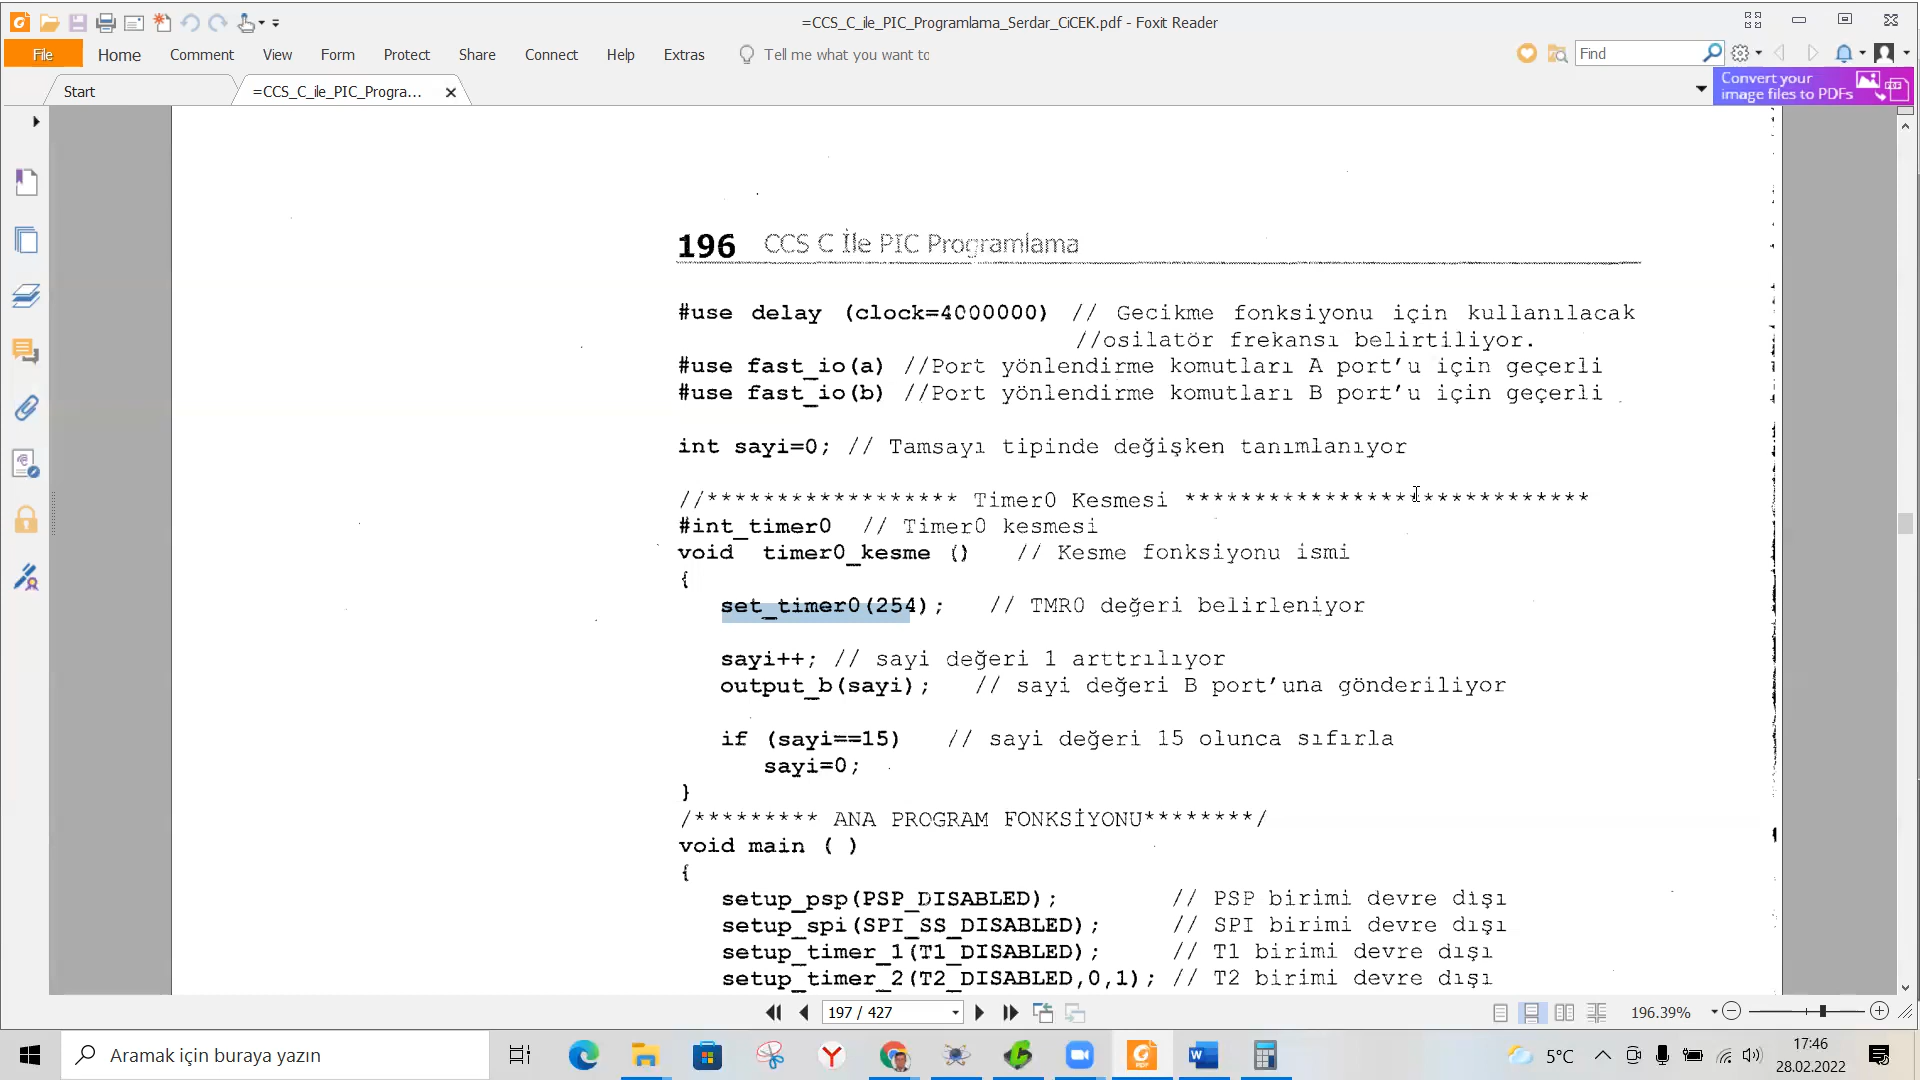 =CCS_C_ile_PIC_Programlama_Serdar_CiCEK.pdf - Foxit Reader
File Home Comment View Form Protect Share Connect Help Extras Tell me what you want to Find
Start =CCS_C_ile_PIC_Progra...
Convert your
image files to PDFs
196 CCS C İle PIC Programlama
#use delay (clock=4000000) // Gecikme fonksiyonu için kullanılacak
//osilatör frekansı belirtiliyor.
#use fast_io(a) //Port yönlendirme komutları A port'u için geçerli
#use fast_io(b) //Port yönlendirme komutları B port'u için geçerli
int sayi=0; // Tamsayı tipinde değişken tanımlanıyor
//****************** Timer0 Kesmesi *****************************
#int_timer0 // Timer0 kesmesi
void timer0_kesme () // Kesme fonksiyonu ismi
{
set_timer0(254); // TMR0 değeri belirleniyor
sayi++; // sayi değeri 1 arttrılıyor
output_b(sayi); // sayi değeri B port'una gönderiliyor
if (sayi==15) // sayi değeri 15 olunca sıfırla
sayi=0;
}
/********* ANA PROGRAM FONKSİYONU********/
void main ( )
{
setup_psp(PSP_DISABLED); // PSP birimi devre dışı
setup_spi(SPI_SS_DISABLED); // SPI birimi devre dışı
setup_timer_1(T1_DISABLED); // T1 birimi devre dışı
setup_timer_2(T2_DISABLED,0,1); // T2 birimi devre dışı
197 / 427 196.39%
Aramak için buraya yazın 5°C 17:46
28.02.2022